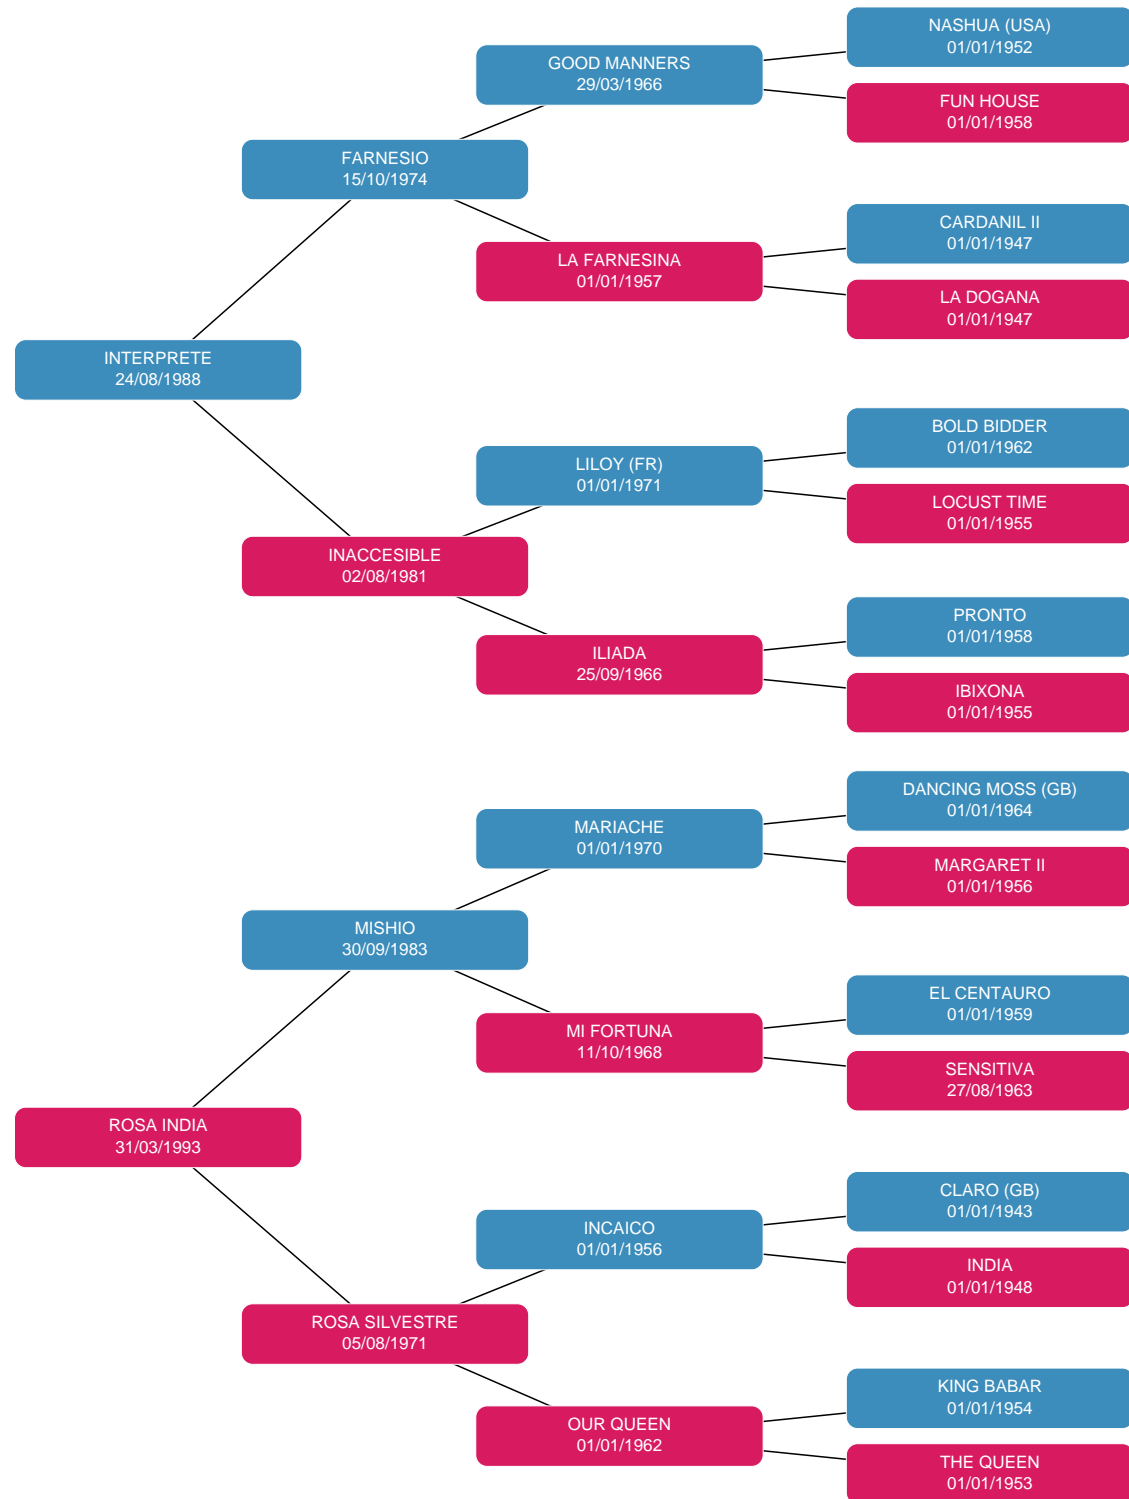 NASHUA (USA)
01/01/1952
GOOD MANNERS
29/03/1966
FUN HOUSE
01/01/1958
FARNESIO
15/10/1974
CARDANIL II
01/01/1947
LA FARNESINA
01/01/1957
LA DOGANA
01/01/1947
INTERPRETE
24/08/1988
BOLD BIDDER
01/01/1962
LILOY (FR)
01/01/1971
LOCUST TIME
01/01/1955
INACCESIBLE
02/08/1981
PRONTO
01/01/1958
ILIADA
25/09/1966
IBIXONA
01/01/1955
DANCING MOSS (GB)
01/01/1964
MARIACHE
01/01/1970
MARGARET II
01/01/1956
MISHIO
30/09/1983
EL CENTAURO
01/01/1959
MI FORTUNA
11/10/1968
SENSITIVA
27/08/1963
ROSA INDIA
31/03/1993
CLARO (GB)
01/01/1943
INCAICO
01/01/1956
INDIA
01/01/1948
ROSA SILVESTRE
05/08/1971
KING BABAR
01/01/1954
OUR QUEEN
01/01/1962
THE QUEEN
01/01/1953